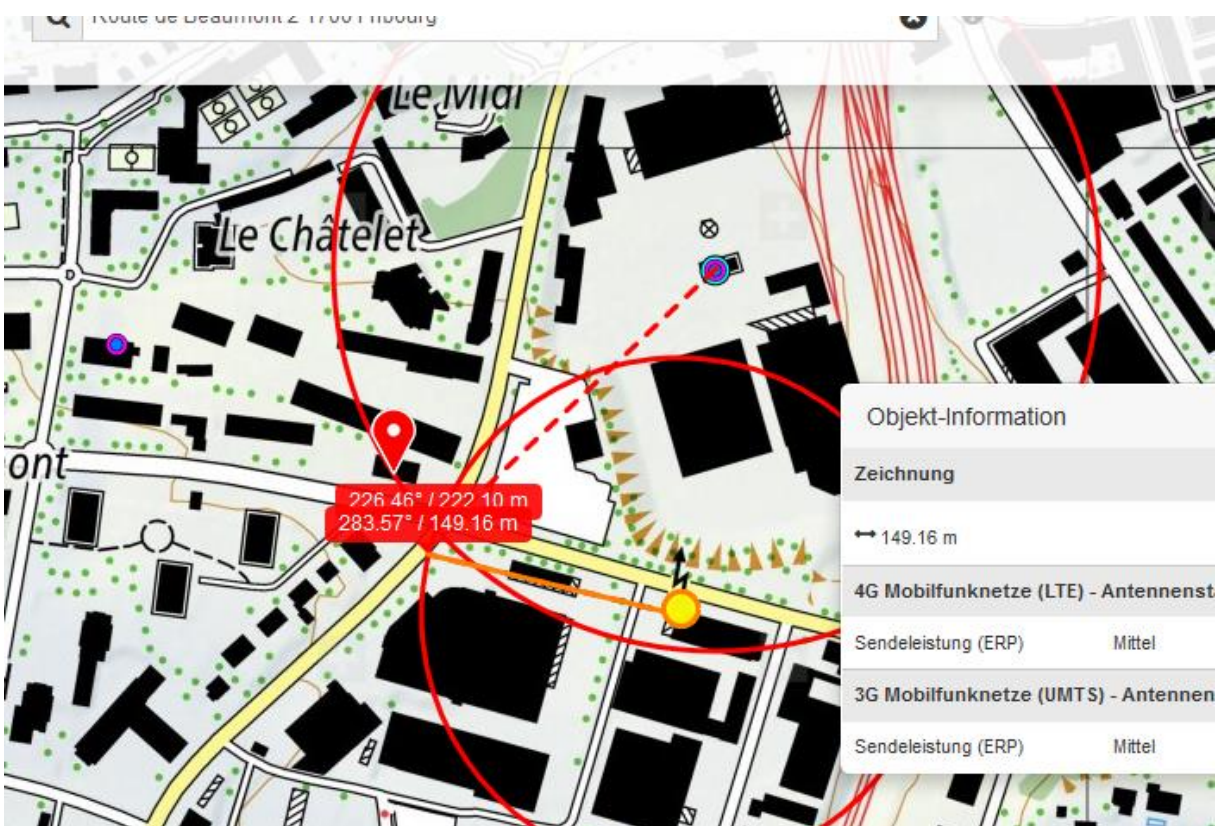 Route de Beaumont 2 1700 Fribourg
Le Midi
Le Châtelet
ont
226.46° / 222.10 m
283.57° / 149.16 m
Objekt-Information
Zeichnung
149.16 m
4G Mobilfunknetze (LTE) - Antennenst
Sendeleistung (ERP) Mittel
3G Mobilfunknetze (UMTS) - Antennen
Sendeleistung (ERP) Mittel